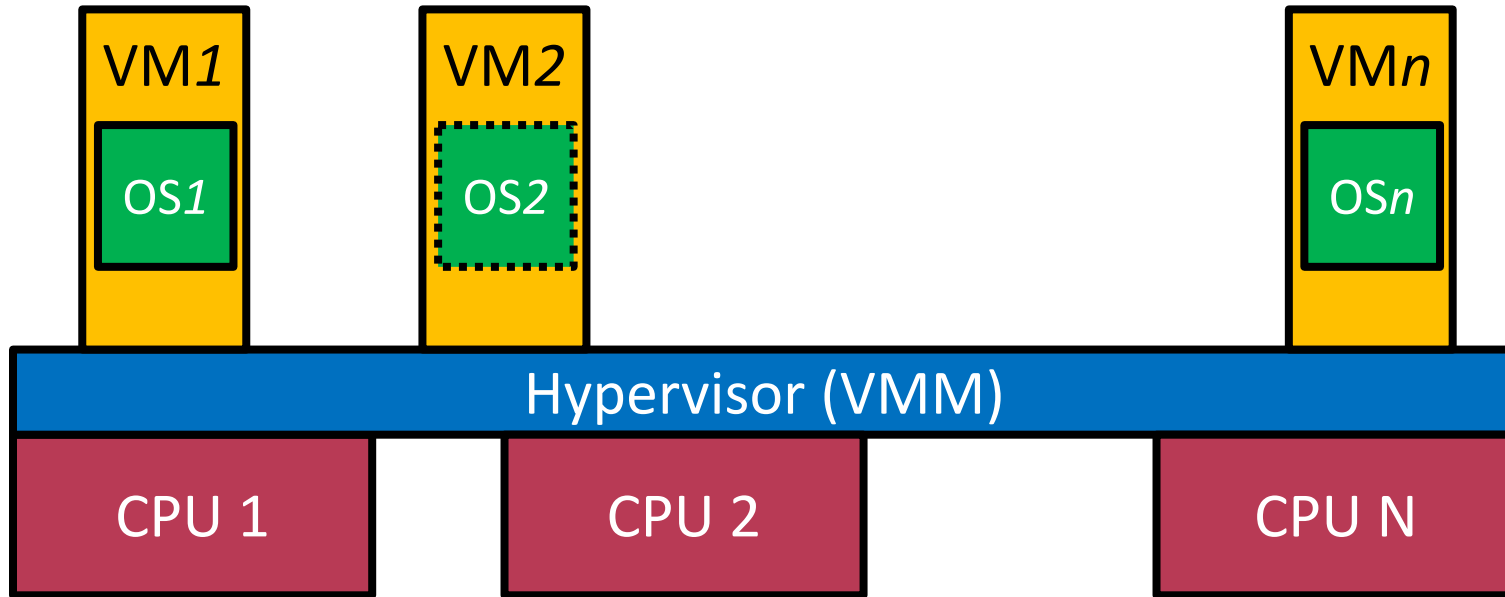 VM1
VM2
VMn
OS1
OS2
OSn
Hypervisor (VMM)
CPU 1
CPU 2
CPU N